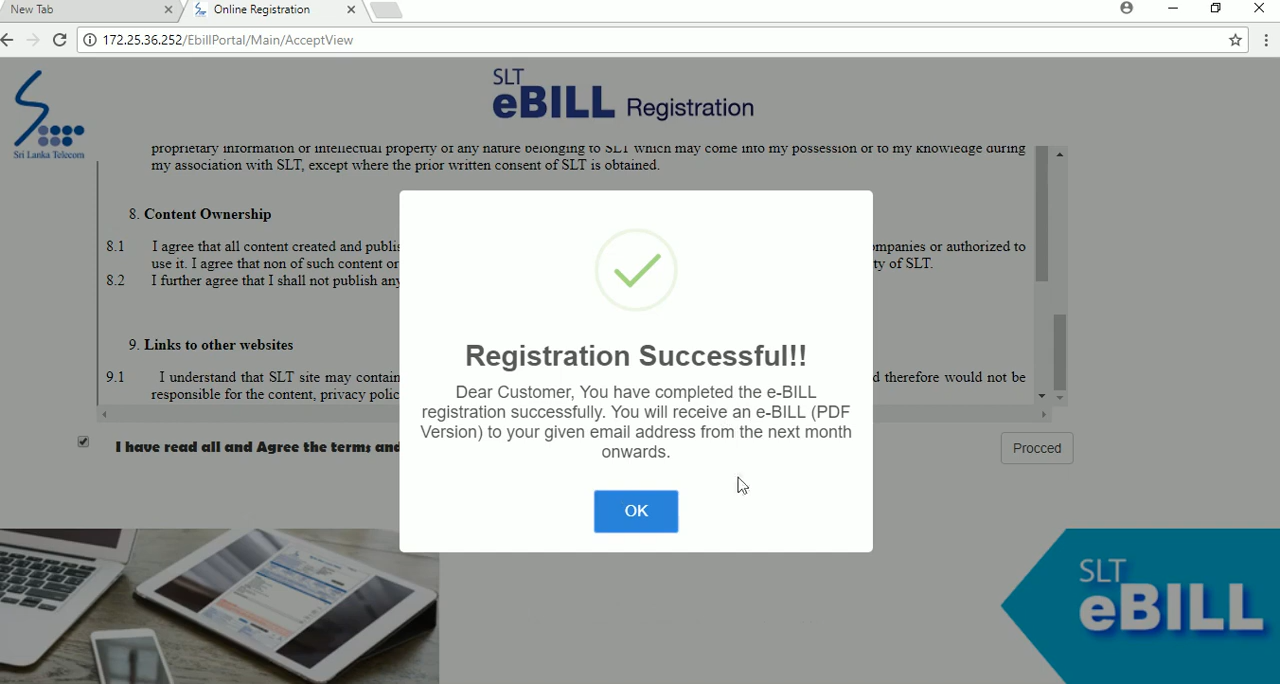 New Tab
Online Registration
172.25.36.252/EbillPortal/Main/AcceptView
SLT
eBILL Registration
Sri Lanka Telecom
proprietary information or intellectual property of any nature belonging to SLT which may come into my possession or to my knowledge during
my association with SLT, except where the prior written consent of SLT is obtained.
8. Content Ownership
8.1 I agree that all content created and publis
companies or authorized to
use it. I agree that non of such content or
ty of SLT.
8.2 I further agree that I shall not publish any
9. Links to other websites
9.1 I understand that SLT site may contain
d therefore would not be
responsible for the content, privacy polic
I have read all and Agree the terms and
Procced
Registration Successful!!
Dear Customer, You have completed the e-BILL
registration successfully. You will receive an e-BILL (PDF
Version) to your given email address from the next month
onwards.
OK
SLT
eBILL